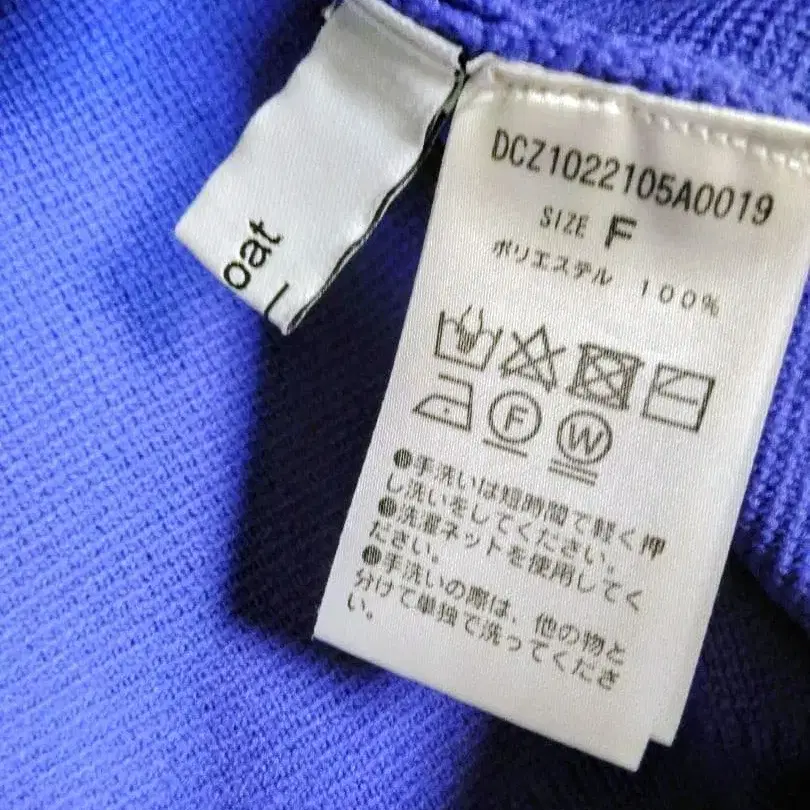 oat
DCZ1022105A0019
SIZE F
ポリエステル 100%
F
W
●手洗いは短時間で軽く押
し洗いをしてください。
●洗濯ネットを使用してく
ださい。
●手洗いの際は、他の物と
分けて単独で洗ってくださ
い。